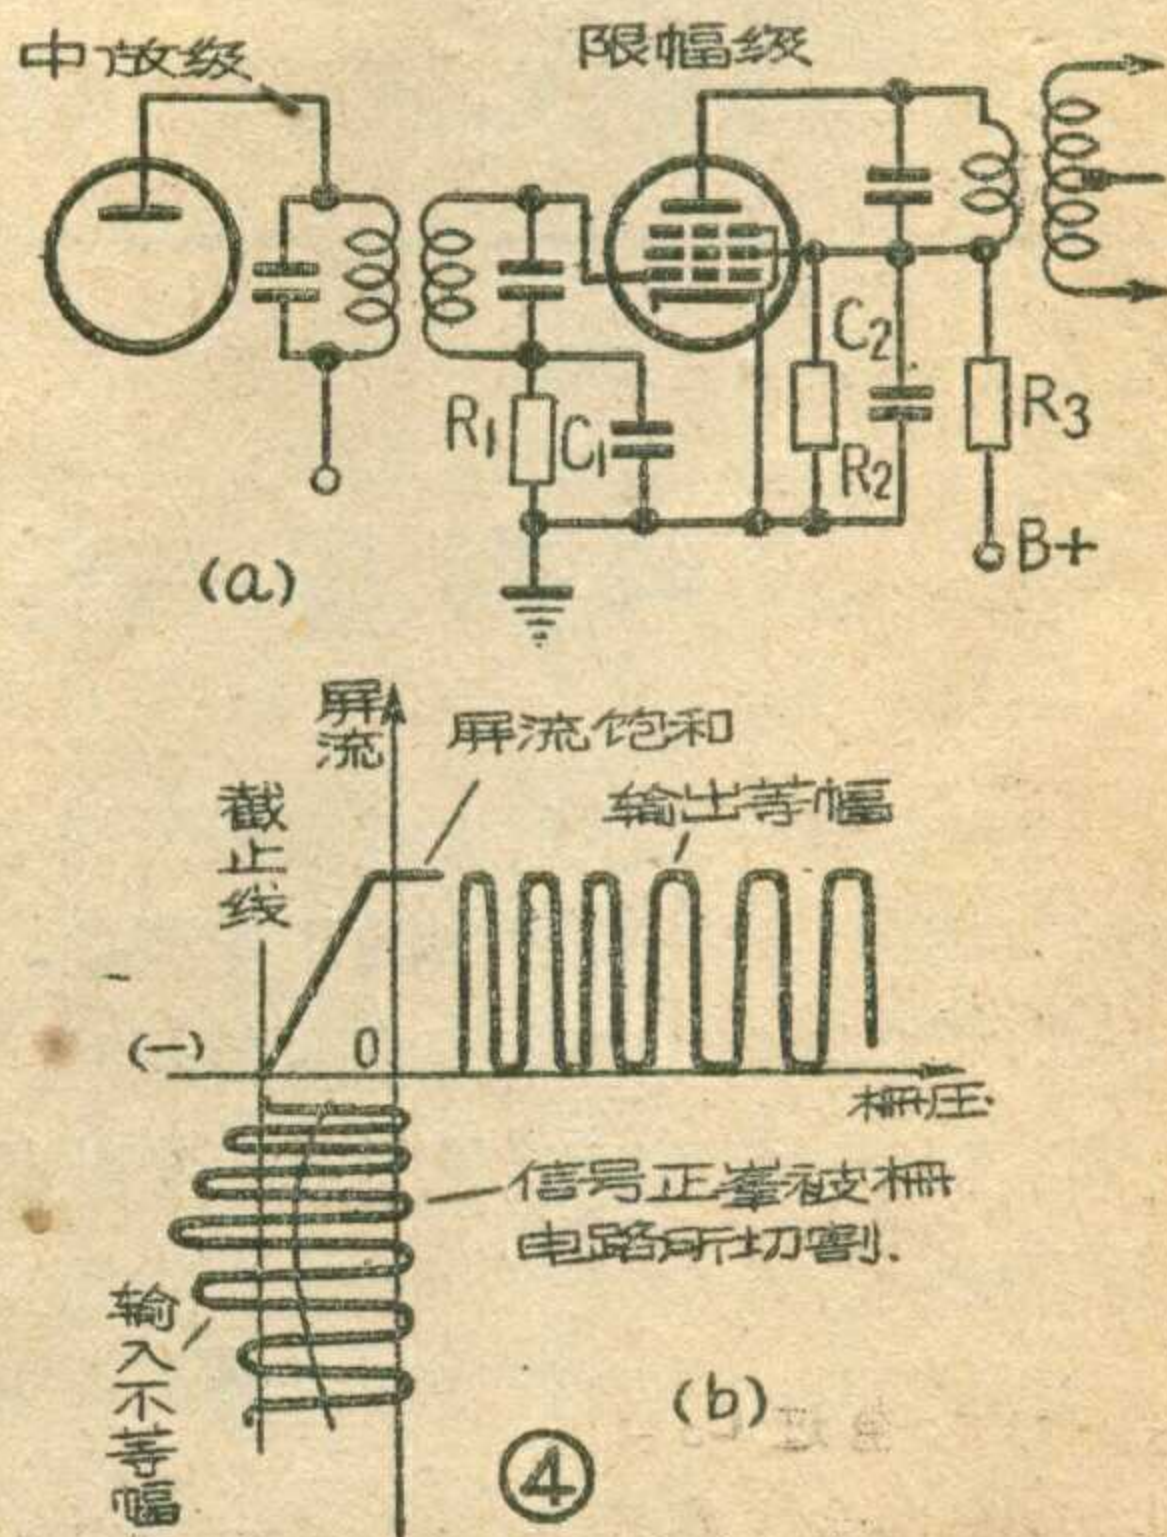 中放级
限幅级
R1
C1
C2
R2
R3
B+
(a)
屏流
屏流饱和
截止线
输出等幅
(一)
0
栅压
信号正峯被栅
电路所切割.
输入不等幅
(b)
④